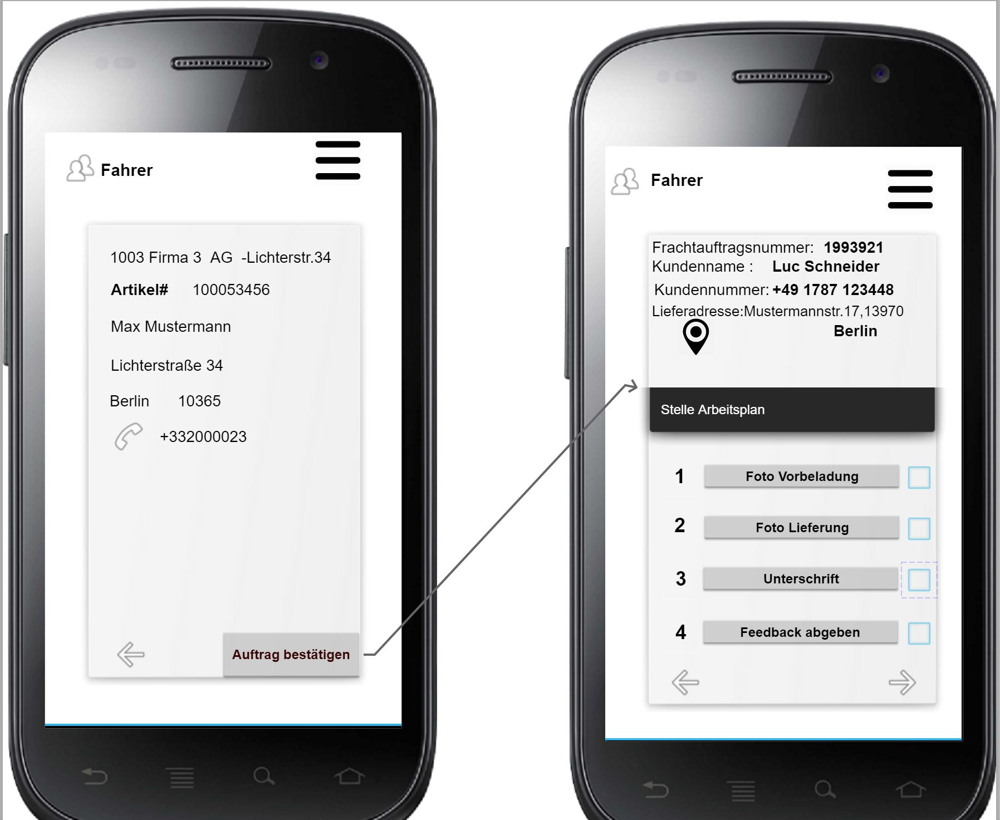 Fahrer
1003 Firma 3 AG -Lichterstr.34
Artikel# 100053456
Max Mustermann
Lichterstraße 34
Berlin 10365
+332000023
Auftrag bestätigen
Fahrer
Frachtauftragsnummer: 1993921
Kundenname : Luc Schneider
Kundennummer: +49 1787 123448
Lieferadresse:Mustermannstr.17,13970
Berlin
Stelle Arbeitsplan
1 Foto Vorbeladung
2 Foto Lieferung
3 Unterschrift
4 Feedback abgeben